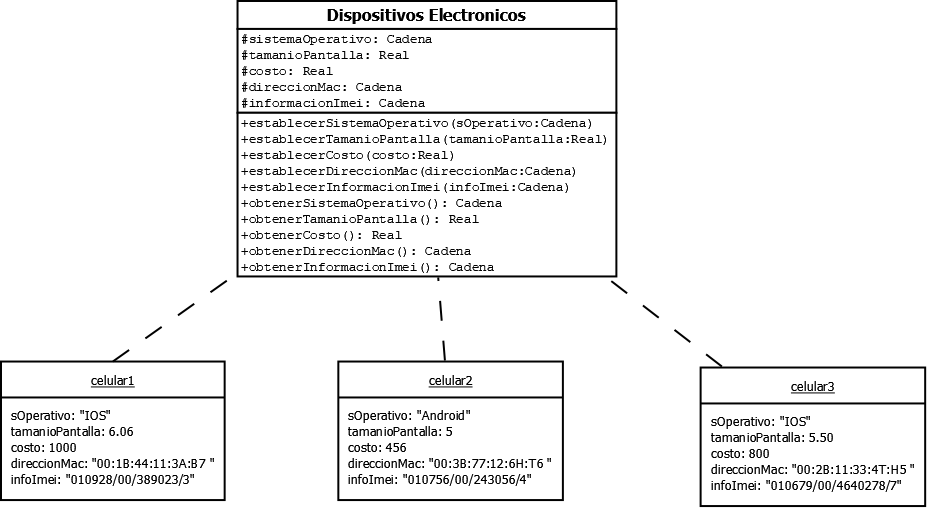 Dispositivos Electronicos
#sistemaOperativo: Cadena
#tamanioPantalla: Real
#costo: Real
#direccionMac: Cadena
#informacionImei: Cadena
+establecerSistemaOperativo(sOperativo:Cadena)
+establecerTamanioPantalla(tamanioPantalla:Real)
+establecerCosto(costo:Real)
+establecerDireccionMac(direccionMac:Cadena)
+establecerInformacionImei(infoImei:Cadena)
+obtenerSistemaOperativo(): Cadena
+obtenerTamanioPantalla(): Real
+obtenerCosto(): Real
+obtenerDireccionMac(): Cadena
+obtenerInformacionImei(): Cadena
celular1
sOperativo: "IOS"
tamanioPantalla: 6.06
costo: 1000
direccionMac: "00:1B:44:11:3A:B7 "
infoImei: "010928/00/389023/3"
celular2
sOperativo: "Android"
tamanioPantalla: 5
costo: 456
direccionMac: "00:3B:77:12:6H:T6 "
infoImei: "010756/00/243056/4"
celular3
sOperativo: "IOS"
tamanioPantalla: 5.50
costo: 800
direccionMac: "00:2B:11:33:4T:H5 "
infoImei: "010679/00/4640278/7"